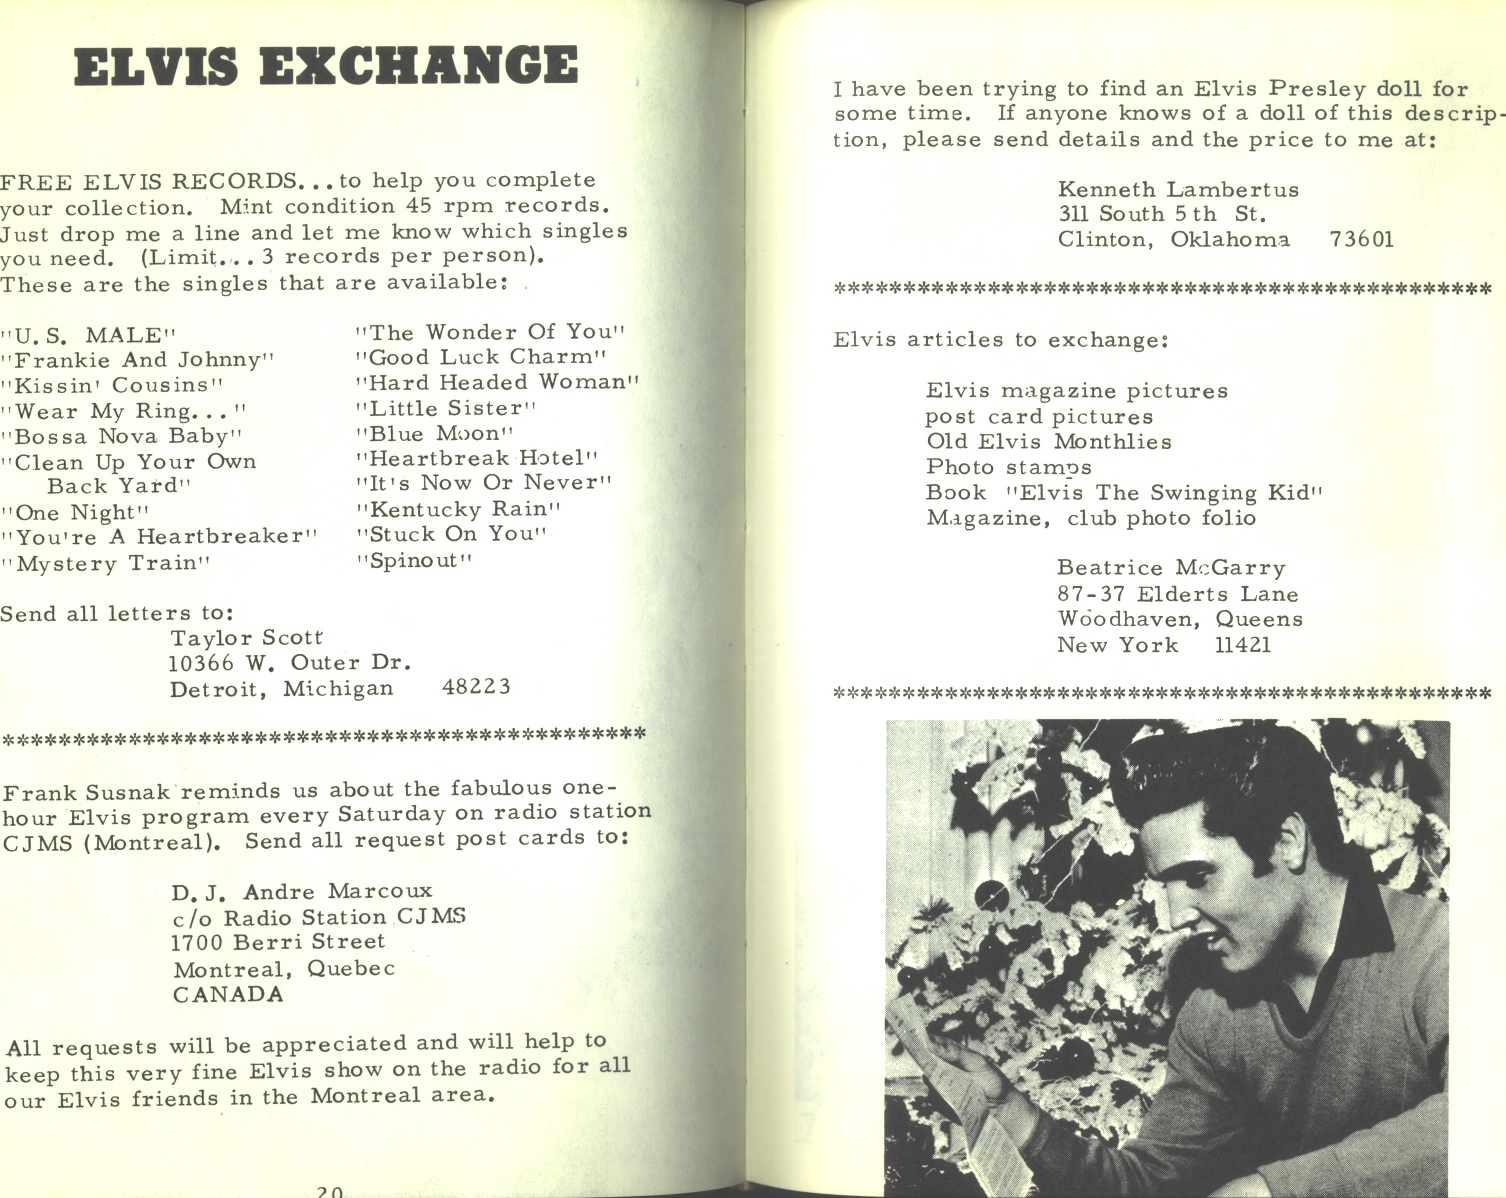 ELVIS EXCHANGE
FREE ELVIS RECORDS...to help you complete
your collection. Mint condition 45 rpm records.
Just drop me a line and let me know which singles
you need. (Limit... 3 records per person).
These are the singles that are available:
"U.S. MALE"
"Frankie And Johnny"
"Kissin' Cousins"
"Wear My Ring..."
"Bossa Nova Baby"
"Clean Up Your Own
Back Yard"
"One Night"
"You're A Heartbreaker"
"Mystery Train"
"The Wonder Of You"
"Good Luck Charm"
"Hard Headed Woman"
"Little Sister"
"Blue Moon"
"Heartbreak Hotel"
"It's Now Or Never"
"Kentucky Rain"
"Stuck On You"
"Spinout"
Send all letters to:
Taylor Scott
10366 W. Outer Dr.
Detroit, Michigan 48223
***********************************************
Frank Susnak reminds us about the fabulous one-
hour Elvis program every Saturday on radio station
CJMS (Montreal). Send all request post cards to:
D.J. Andre Marcoux
c/o Radio Station CJMS
1700 Berri Street
Montreal, Quebec
CANADA
All requests will be appreciated and will help to
keep this very fine Elvis show on the radio for all
our Elvis friends in the Montreal area.
20
I have been trying to find an Elvis Presley doll for
some time. If anyone knows of a doll of this descrip-
tion, please send details and the price to me at:
Kenneth Lambertus
311 South 5th St.
Clinton, Oklahoma 73601
***********************************************
Elvis articles to exchange:
Elvis magazine pictures
post card pictures
Old Elvis Monthlies
Photo stamps
Book "Elvis The Swinging Kid"
Magazine, club photo folio
Beatrice McGarry
87-37 Elderts Lane
Woodhaven, Queens
New York 11421
***********************************************